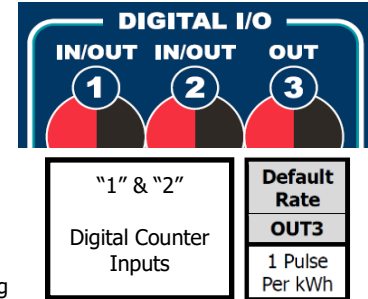 DIGITAL I/O
IN/OUT IN/OUT OUT
1 2 3
"1" & "2"
Digital Counter
Inputs
Default
Rate
OUT3
1 Pulse
Per kWh
g